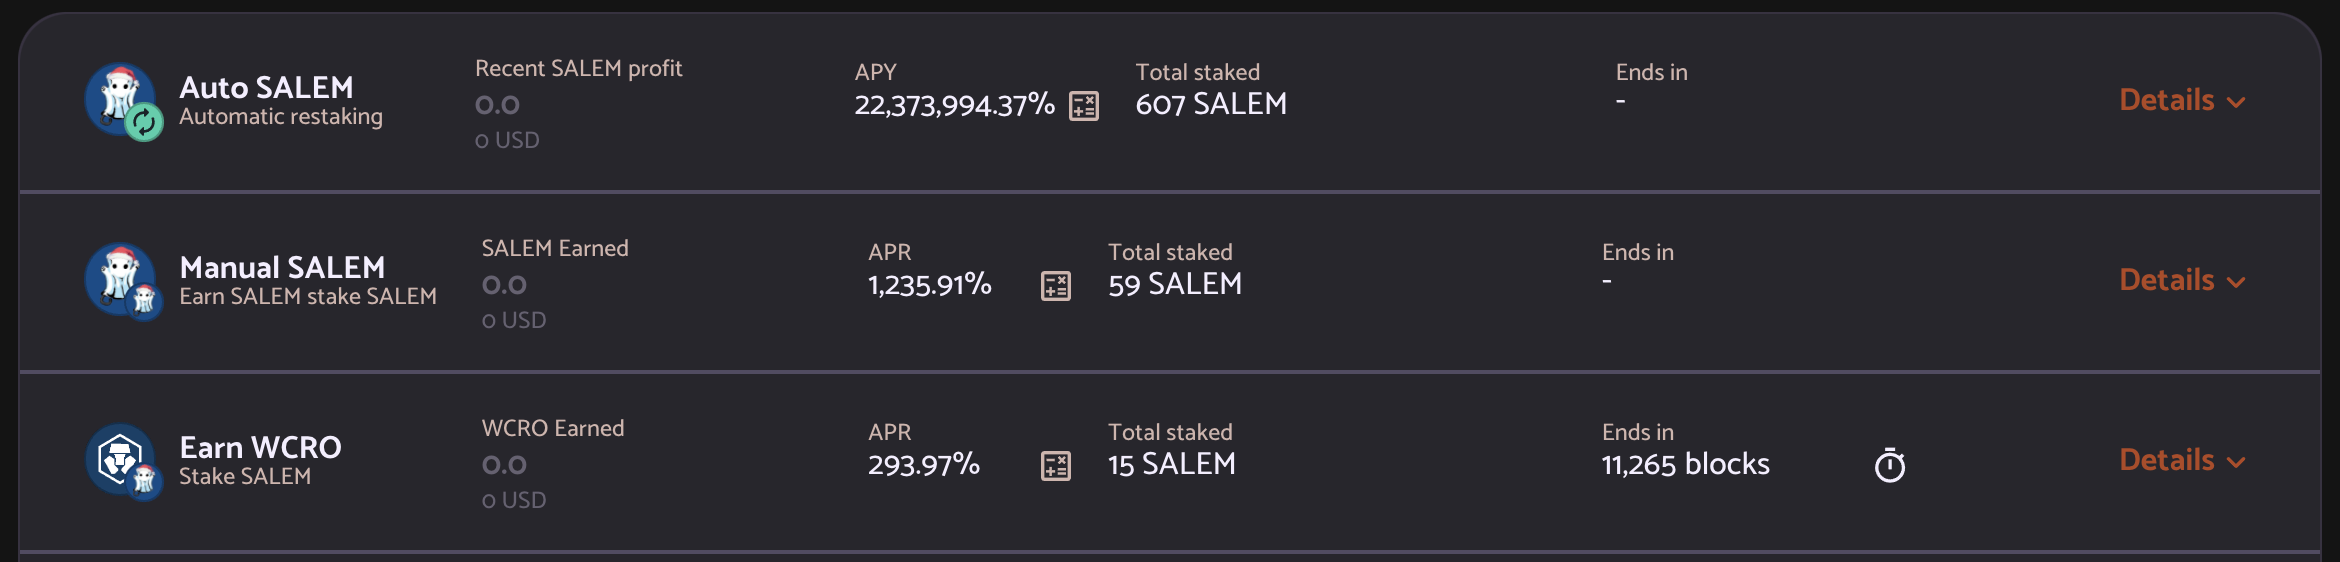 Auto SALEM
Automatic restaking
Recent SALEM profit
0.0
0 USD
APY
22,373,994.37%
Total staked
607 SALEM
Ends in
-
Details
Manual SALEM
Earn SALEM stake SALEM
SALEM Earned
0.0
0 USD
APR
1,235.91%
Total staked
59 SALEM
Ends in
-
Details
Earn WCRO
Stake SALEM
WCRO Earned
0.0
0 USD
APR
293.97%
Total staked
15 SALEM
Ends in
11,265 blocks
Details